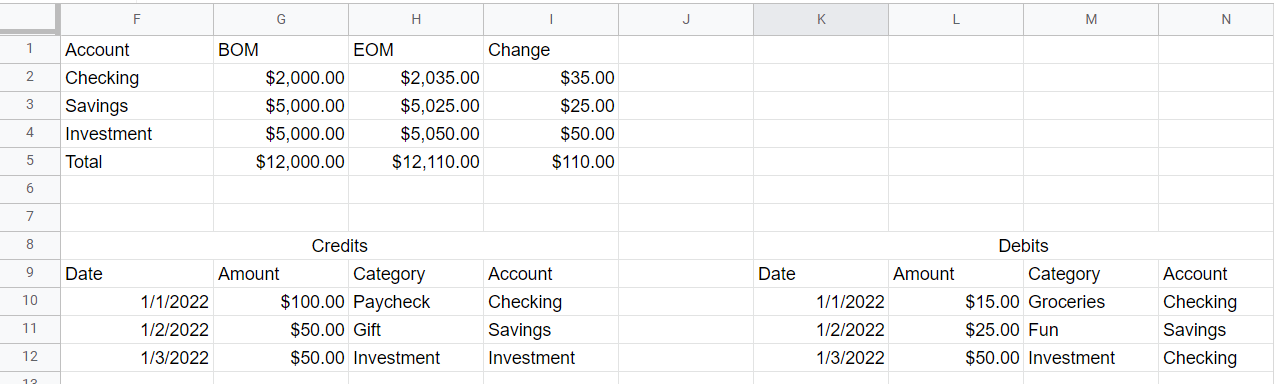 F G H I J K L M N
1 Account BOM EOM Change
2 Checking $2,000.00 $2,035.00 $35.00
3 Savings $5,000.00 $5,025.00 $25.00
4 Investment $5,000.00 $5,050.00 $50.00
5 Total $12,000.00 $12,110.00 $110.00
6
7
8 Credits Debits
9 Date Amount Category Account Date Amount Category Account
10 1/1/2022 $100.00 Paycheck Checking 1/1/2022 $15.00 Groceries Checking
11 1/2/2022 $50.00 Gift Savings 1/2/2022 $25.00 Fun Savings
12 1/3/2022 $50.00 Investment Investment 1/3/2022 $50.00 Investment Checking
13